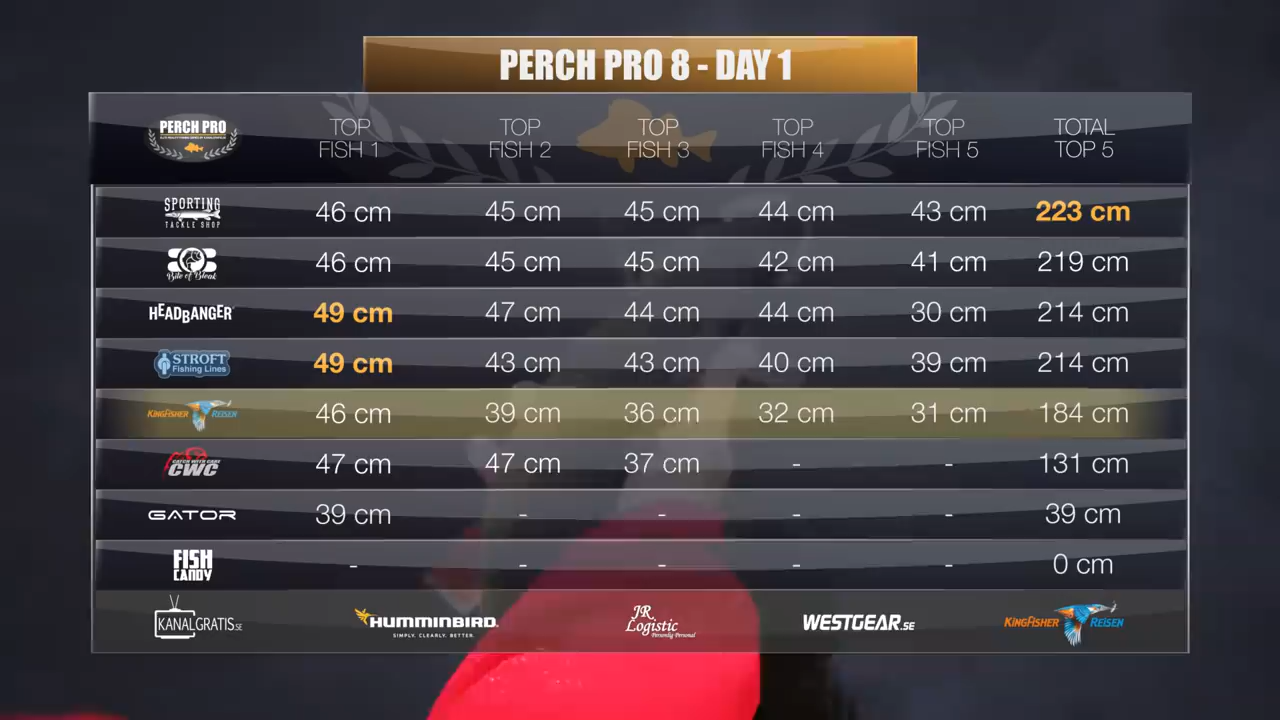 PERCH PRO 8 - DAY 1
PERCH PRO
TOP FISH 1
TOP FISH 2
TOP FISH 3
TOP FISH 4
TOP FISH 5
TOTAL TOP 5
SPORTING TACKLE SHOP 46 cm 45 cm 45 cm 44 cm 43 cm 223 cm
Bite of Bleak 46 cm 45 cm 45 cm 42 cm 41 cm 219 cm
HEADBANGER 49 cm 47 cm 44 cm 44 cm 30 cm 214 cm
STROFT Fishing Lines 49 cm 43 cm 43 cm 40 cm 39 cm 214 cm
KINGFISHER REISEN 46 cm 39 cm 36 cm 32 cm 31 cm 184 cm
CATCH WITH CARE CWC 47 cm 47 cm 37 cm - - 131 cm
GATOR 39 cm - - - - 39 cm
FISH CANDY - - - - - 0 cm
KANALGRATIS.SE
HUMMINBIRD.
SIMPLY. CLEARLY. BETTER.
JR Logistic
Personlig Personal
WESTGEAR.SE
KINGFISHER REISEN